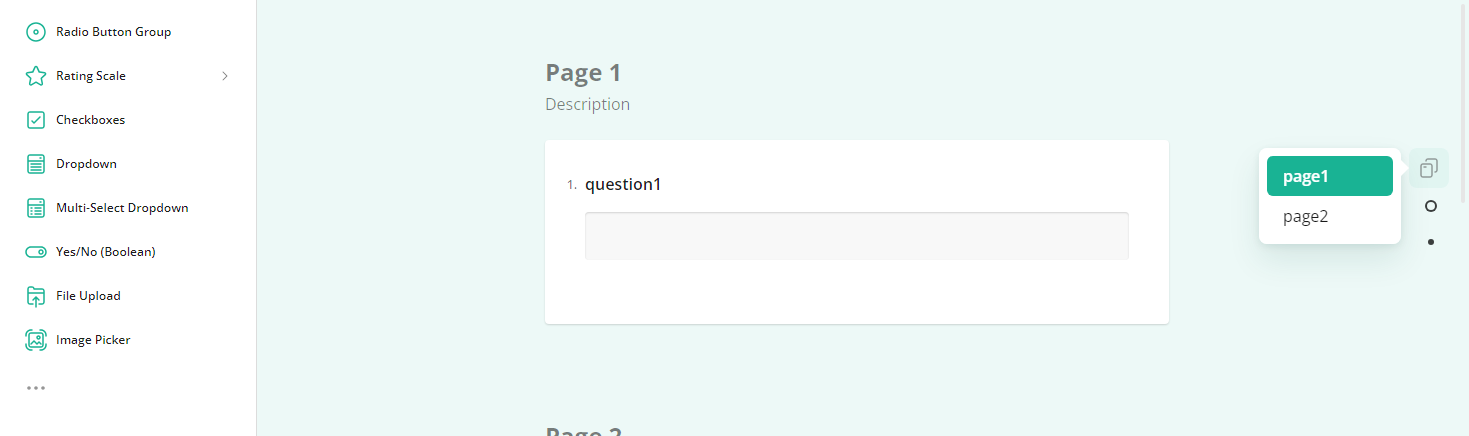 Radio Button Group
Rating Scale
Checkboxes
Dropdown
Multi-Select Dropdown
Yes/No (Boolean)
File Upload
Image Picker
Page 1
Description
1. question1
page1
page2
Page 2